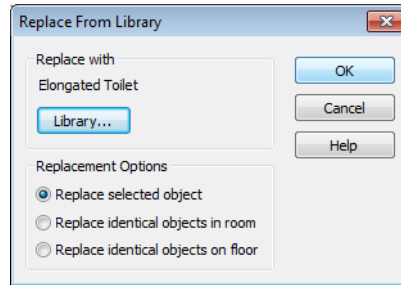 Replace From Library
Replace with
Elongated Toilet
Library...
OK
Cancel
Help
Replacement Options
Replace selected object
Replace identical objects in room
Replace identical objects on floor